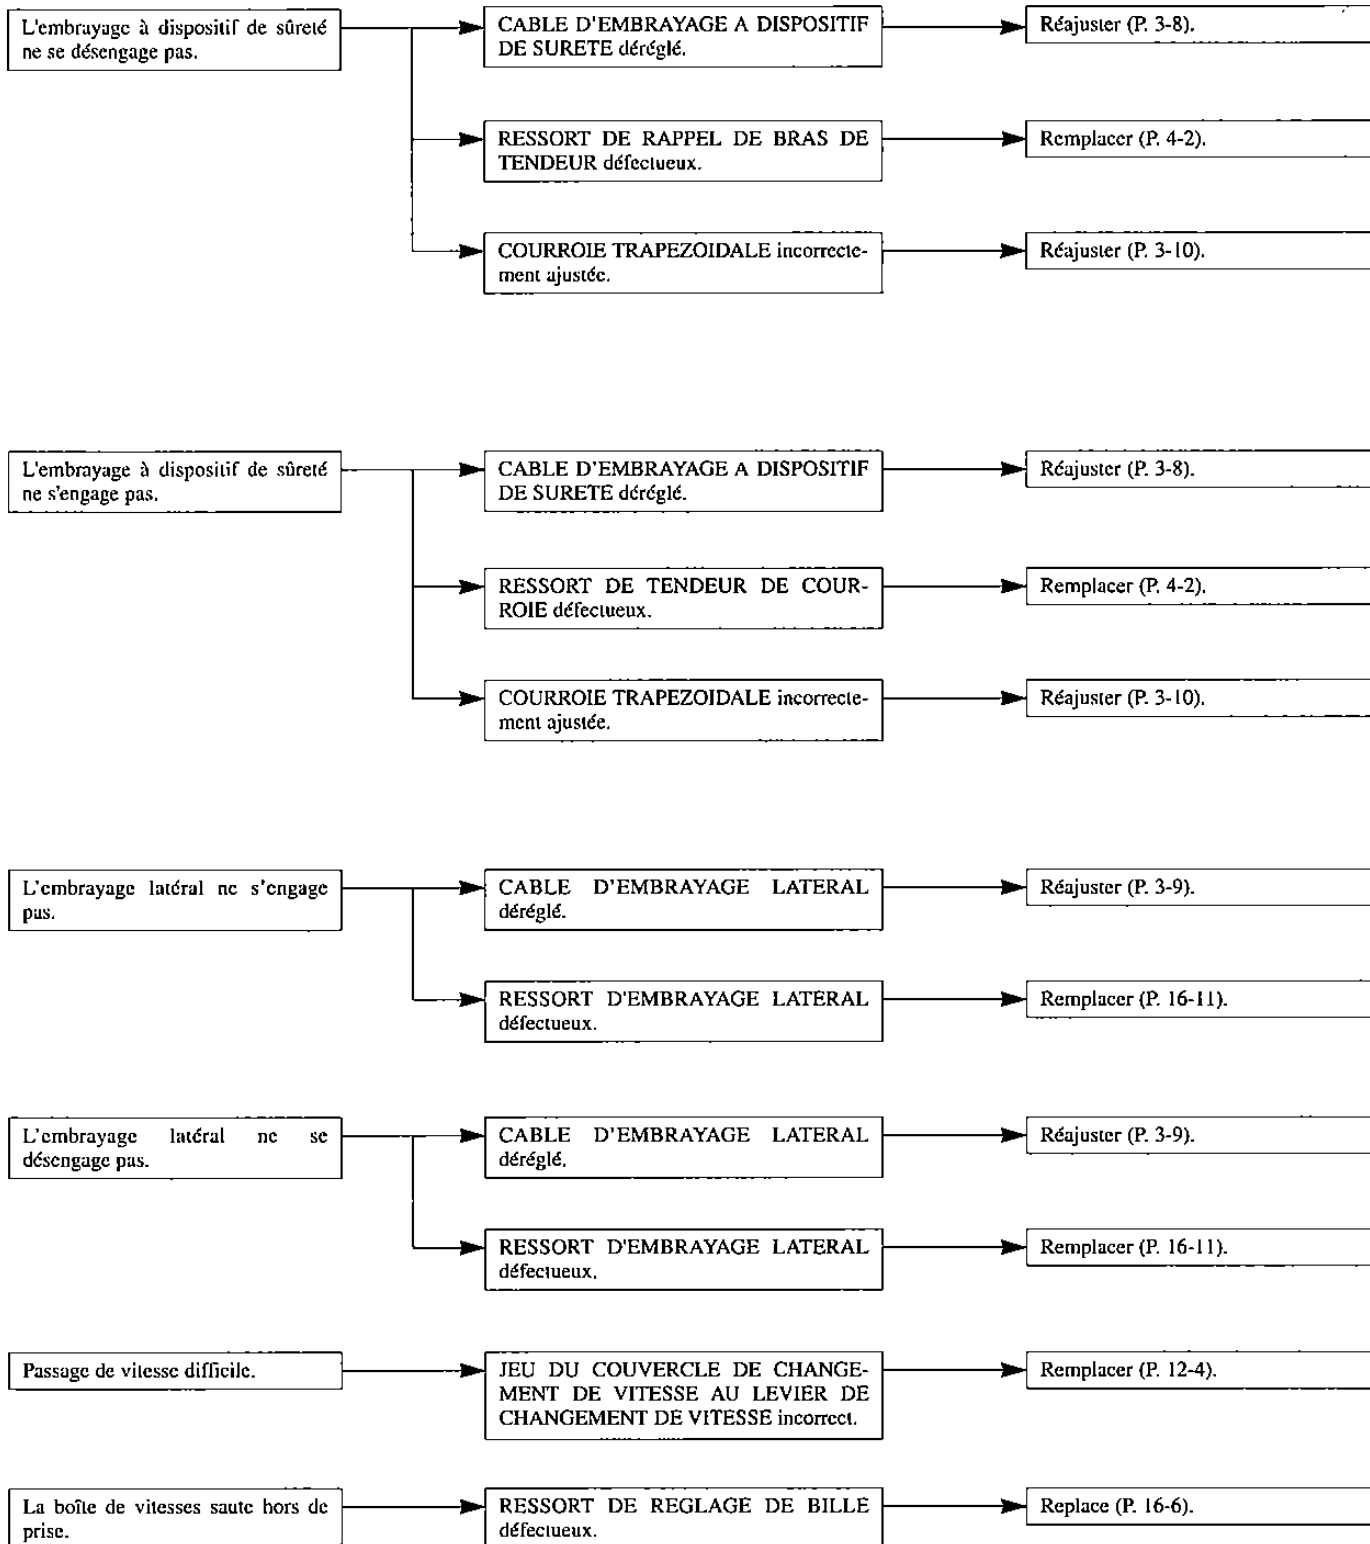 L'embrayage à dispositif de sûreté
ne se désengage pas.
CABLE D'EMBRAYAGE A DISPOSITIF
DE SURETE déréglé.
Réajuster (P. 3-8).
RESSORT DE RAPPEL DE BRAS DE
TENDEUR défectueux.
Remplacer (P. 4-2).
COURROIE TRAPEZOIDALE incorrecte-
ment ajustée.
Réajuster (P. 3-10).
L'embrayage à dispositif de sûreté
ne s'engage pas.
CABLE D'EMBRAYAGE A DISPOSITIF
DE SURETE déréglé.
Réajuster (P. 3-8).
RESSORT DE TENDEUR DE COUR-
ROIE défectueux.
Remplacer (P. 4-2).
COURROIE TRAPEZOIDALE incorrecte-
ment ajustée.
Réajuster (P. 3-10).
L'embrayage latéral ne s'engage
pas.
CABLE D'EMBRAYAGE LATERAL
déréglé.
Réajuster (P. 3-9).
RESSORT D'EMBRAYAGE LATERAL
défectueux.
Remplacer (P. 16-11).
L'embrayage latéral ne se
désengage pas.
CABLE D'EMBRAYAGE LATERAL
déréglé.
Réajuster (P. 3-9).
RESSORT D'EMBRAYAGE LATERAL
défectueux.
Remplacer (P. 16-11).
Passage de vitesse difficile.
JEU DU COUVERCLE DE CHANGE-
MENT DE VITESSE AU LEVIER DE
CHANGEMENT DE VITESSE incorrect.
Remplacer (P. 12-4).
La boîte de vitesses saute hors de
prise.
RESSORT DE REGLAGE DE BILLE
défectueux.
Replace (P. 16-6).